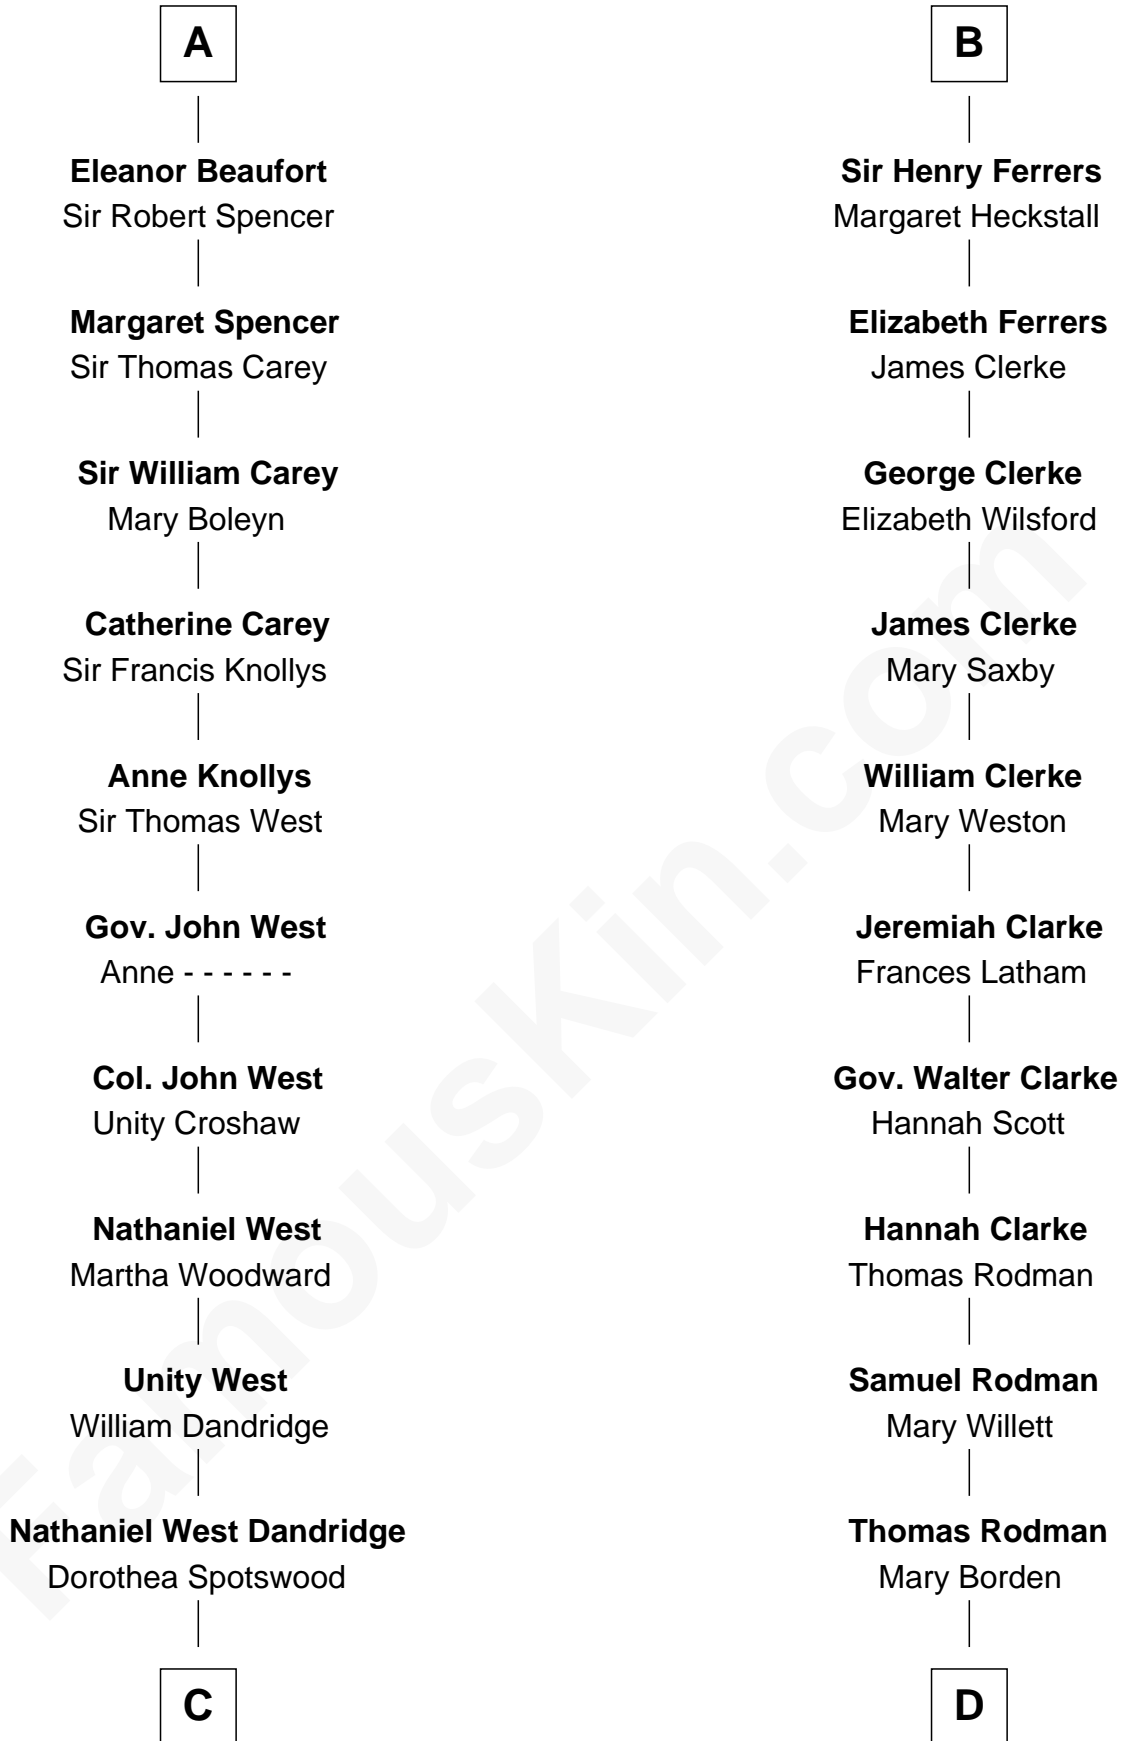 A
Eleanor Beaufort
Sir Robert Spencer
Margaret Spencer
Sir Thomas Carey
Sir William Carey
Mary Boleyn
Catherine Carey
Sir Francis Knollys
Anne Knollys
Sir Thomas West
Gov. John West
Anne - - - - - -
Col. John West
Unity Croshaw
Nathaniel West
Martha Woodward
Unity West
William Dandridge
Nathaniel West Dandridge
Dorothea Spotswood
C
B
Sir Henry Ferrers
Margaret Heckstall
Elizabeth Ferrers
James Clerke
George Clerke
Elizabeth Wilsford
James Clerke
Mary Saxby
William Clerke
Mary Weston
Jeremiah Clarke
Frances Latham
Gov. Walter Clarke
Hannah Scott
Hannah Clarke
Thomas Rodman
Samuel Rodman
Mary Willett
Thomas Rodman
Mary Borden
D
FamousKin.com